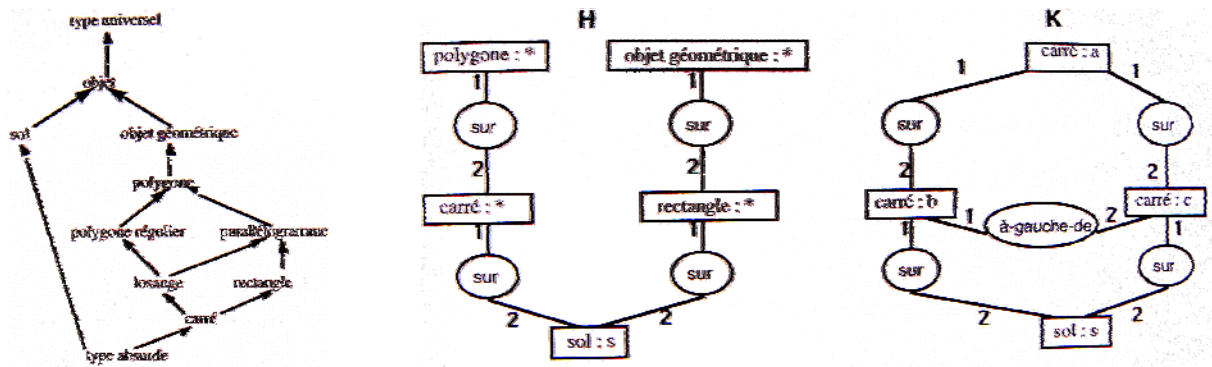 type universel
objet
sol
objet géométrique
polygone
polygone régulier
parallélogramme
losange
rectangle
carré
type absurde
H
polygone : *
objet géométrique : *
1
1
sur
sur
2
2
carré : *
rectangle : *
1
1
sur
sur
2
2
sol : s
K
carré : a
1
1
sur
sur
2
2
carré : b
carré : c
1
à-gauche-de
2
1
1
sur
sur
2
2
sol : s